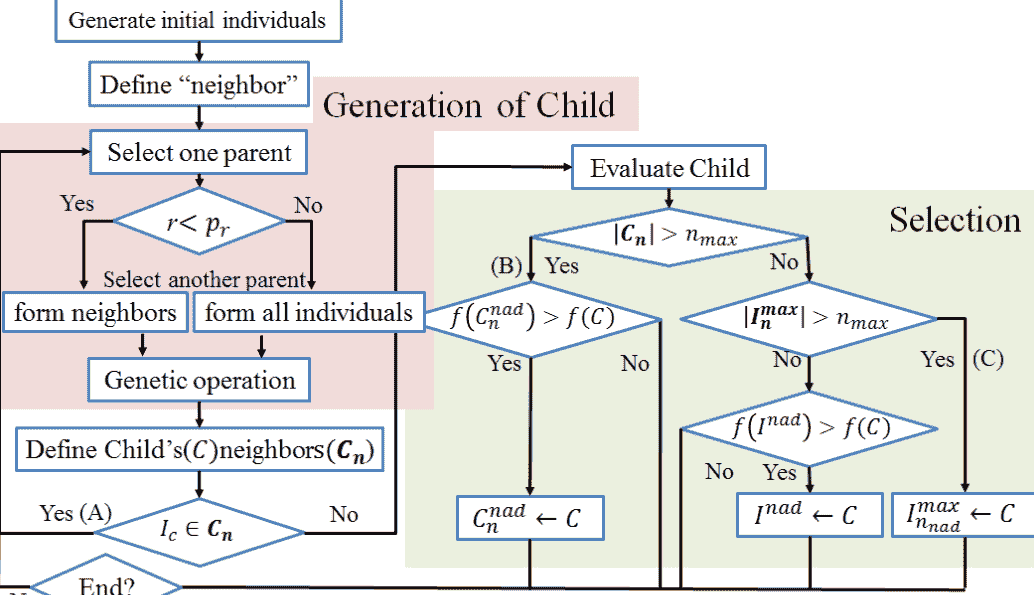 Generate initial individuals
Define “neighbor”
Generation of Child
Select one parent
Yes
r< p_r
No
Select another parent
form neighbors
form all individuals
Genetic operation
Define Child's(C)neighbors(C_n)
Yes (A)
I_c ∈ C_n
No
End?
Evaluate Child
Selection
|C_n| > n_max
(B)
Yes
No
f(C_n^nad) > f(C)
Yes
No
|I_n^max| > n_max
No
Yes
(C)
f(I^nad) > f(C)
No
Yes
C_n^nad ← C
I^nad ← C
I_{n_nad}^max ← C